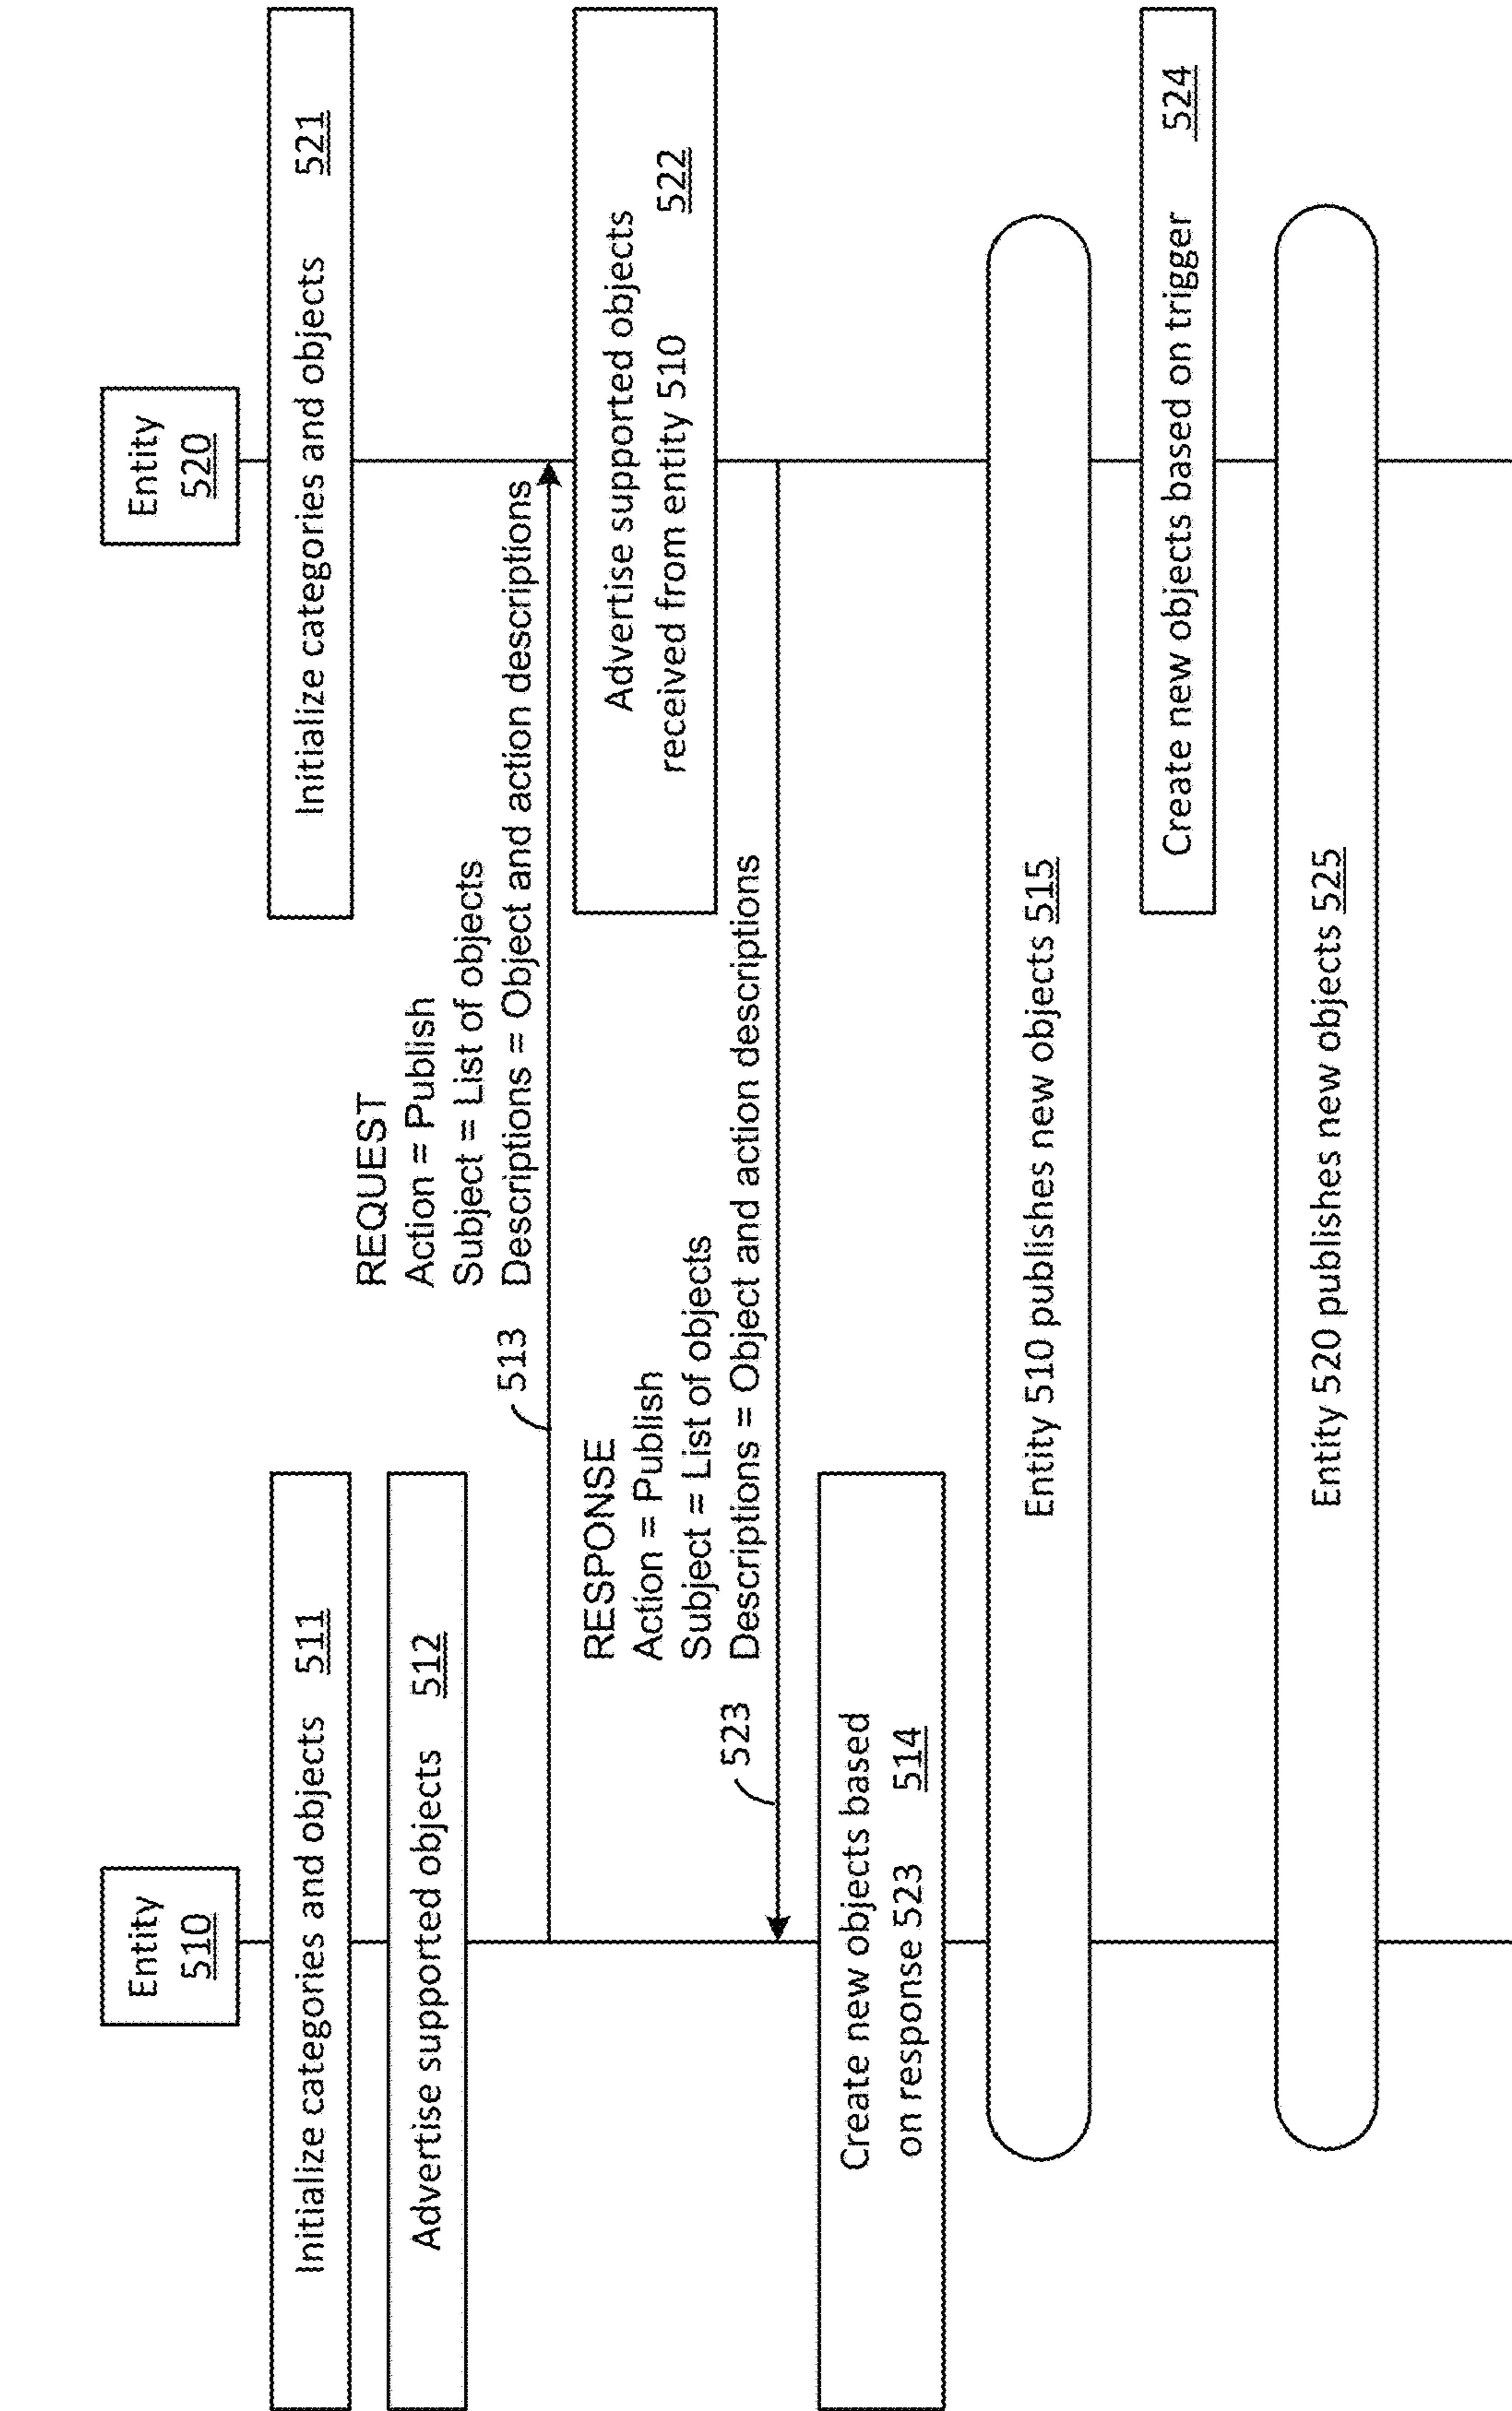 Entity
510
Entity
520
Initialize categories and objects 511
Initialize categories and objects 521
Advertise supported objects 512
REQUEST
Action = Publish
Subject = List of objects
Descriptions = Object and action descriptions
513
Advertise supported objects
received from entity 510 522
RESPONSE
Action = Publish
Subject = List of objects
Descriptions = Object and action descriptions
523
Create new objects based
on response 523 514
Entity 510 publishes new objects 515
Create new objects based on trigger 524
Entity 520 publishes new objects 525